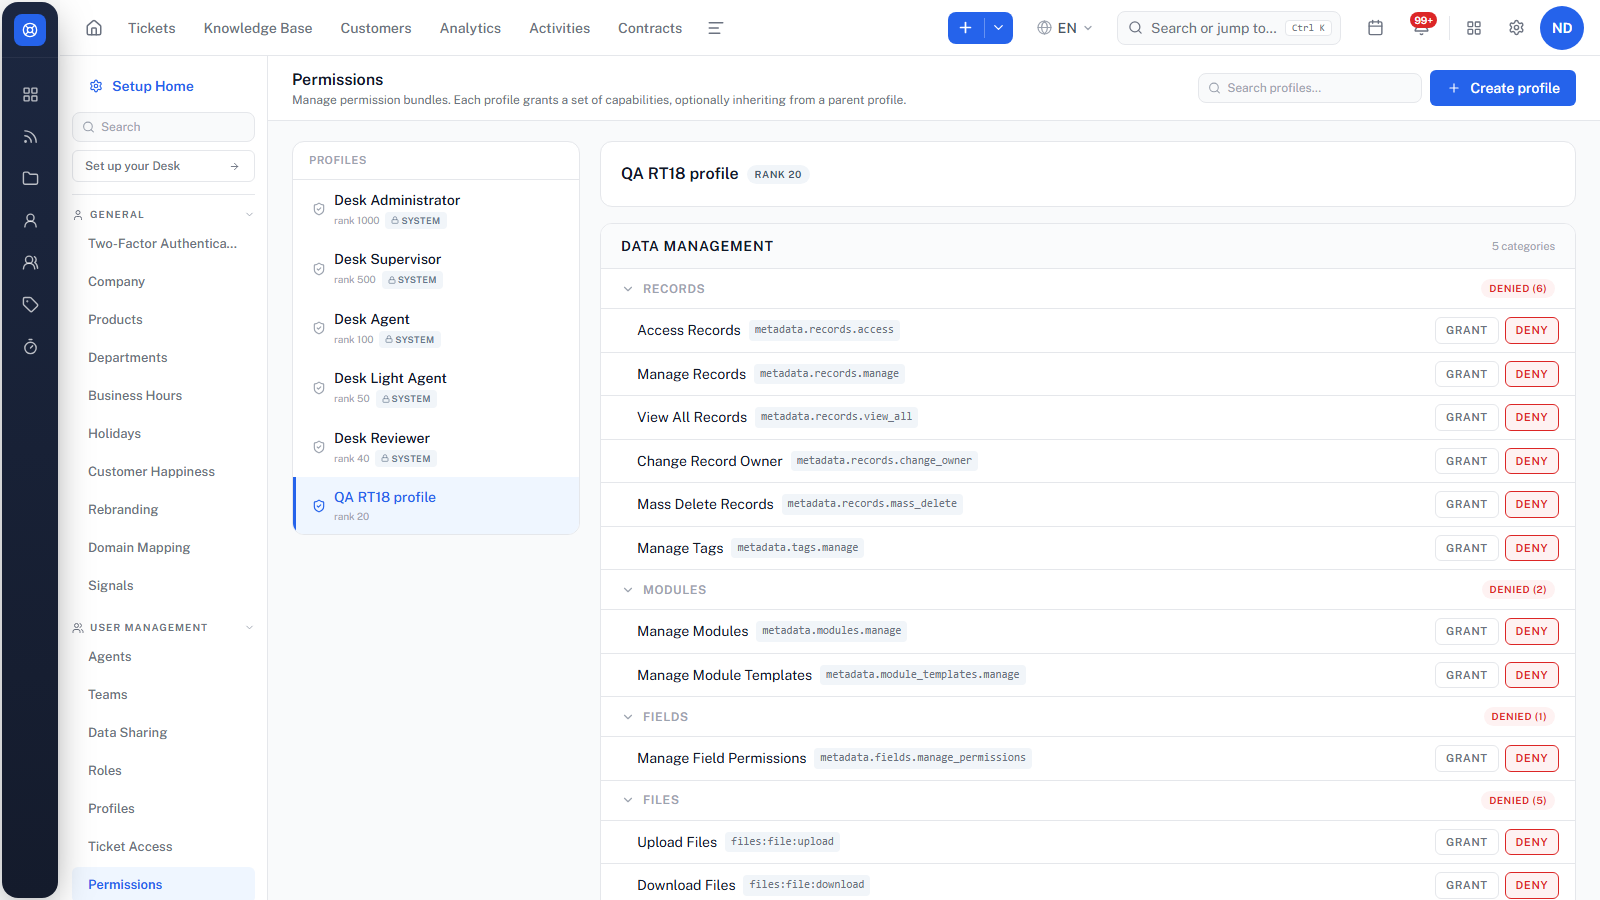 Tickets
Knowledge Base
Customers
Analytics
Activities
Contracts
EN
Search or jump to...
Ctrl K
99+
ND
Setup Home
Search
Set up your Desk
GENERAL
Two-Factor Authentica...
Company
Products
Departments
Business Hours
Holidays
Customer Happiness
Rebranding
Domain Mapping
Signals
USER MANAGEMENT
Agents
Teams
Data Sharing
Roles
Profiles
Ticket Access
Permissions
Permissions
Manage permission bundles. Each profile grants a set of capabilities, optionally inheriting from a parent profile.
Search profiles...
Create profile
PROFILES
Desk Administrator
rank 1000 SYSTEM
Desk Supervisor
rank 500 SYSTEM
Desk Agent
rank 100 SYSTEM
Desk Light Agent
rank 50 SYSTEM
Desk Reviewer
rank 40 SYSTEM
QA RT18 profile
rank 20
QA RT18 profile RANK 20
DATA MANAGEMENT 5 categories
RECORDS DENIED (6)
Access Records metadata.records.access GRANT DENY
Manage Records metadata.records.manage GRANT DENY
View All Records metadata.records.view_all GRANT DENY
Change Record Owner metadata.records.change_owner GRANT DENY
Mass Delete Records metadata.records.mass_delete GRANT DENY
Manage Tags metadata.tags.manage GRANT DENY
MODULES DENIED (2)
Manage Modules metadata.modules.manage GRANT DENY
Manage Module Templates metadata.module_templates.manage GRANT DENY
FIELDS DENIED (1)
Manage Field Permissions metadata.fields.manage_permissions GRANT DENY
FILES DENIED (5)
Upload Files files:file:upload GRANT DENY
Download Files files:file:download GRANT DENY